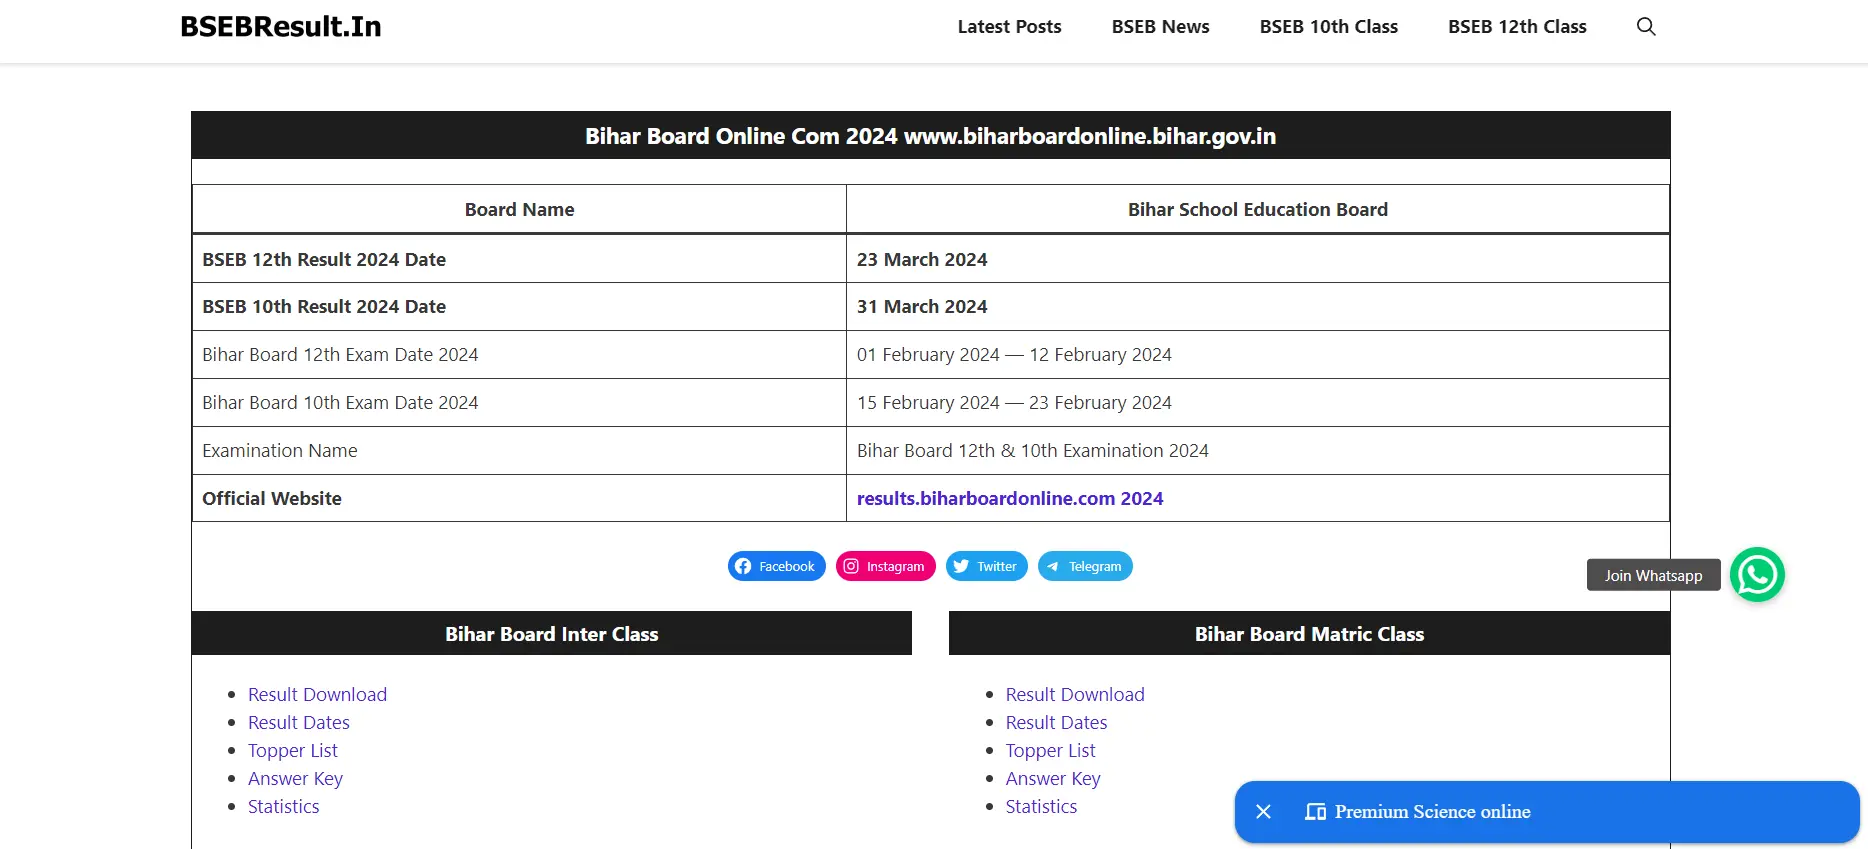 BSEBResult.In
Latest Posts BSEB News BSEB 10th Class BSEB 12th Class
Bihar Board Online Com 2024 www.biharboardonline.bihar.gov.in
Board Name Bihar School Education Board
BSEB 12th Result 2024 Date 23 March 2024
BSEB 10th Result 2024 Date 31 March 2024
Bihar Board 12th Exam Date 2024 01 February 2024 — 12 February 2024
Bihar Board 10th Exam Date 2024 15 February 2024 — 23 February 2024
Examination Name Bihar Board 12th & 10th Examination 2024
Official Website results.biharboardonline.com 2024
Facebook Instagram Twitter Telegram
Join Whatsapp
Bihar Board Inter Class
Result Download
Result Dates
Topper List
Answer Key
Statistics
Bihar Board Matric Class
Result Download
Result Dates
Topper List
Answer Key
Statistics
Premium Science online